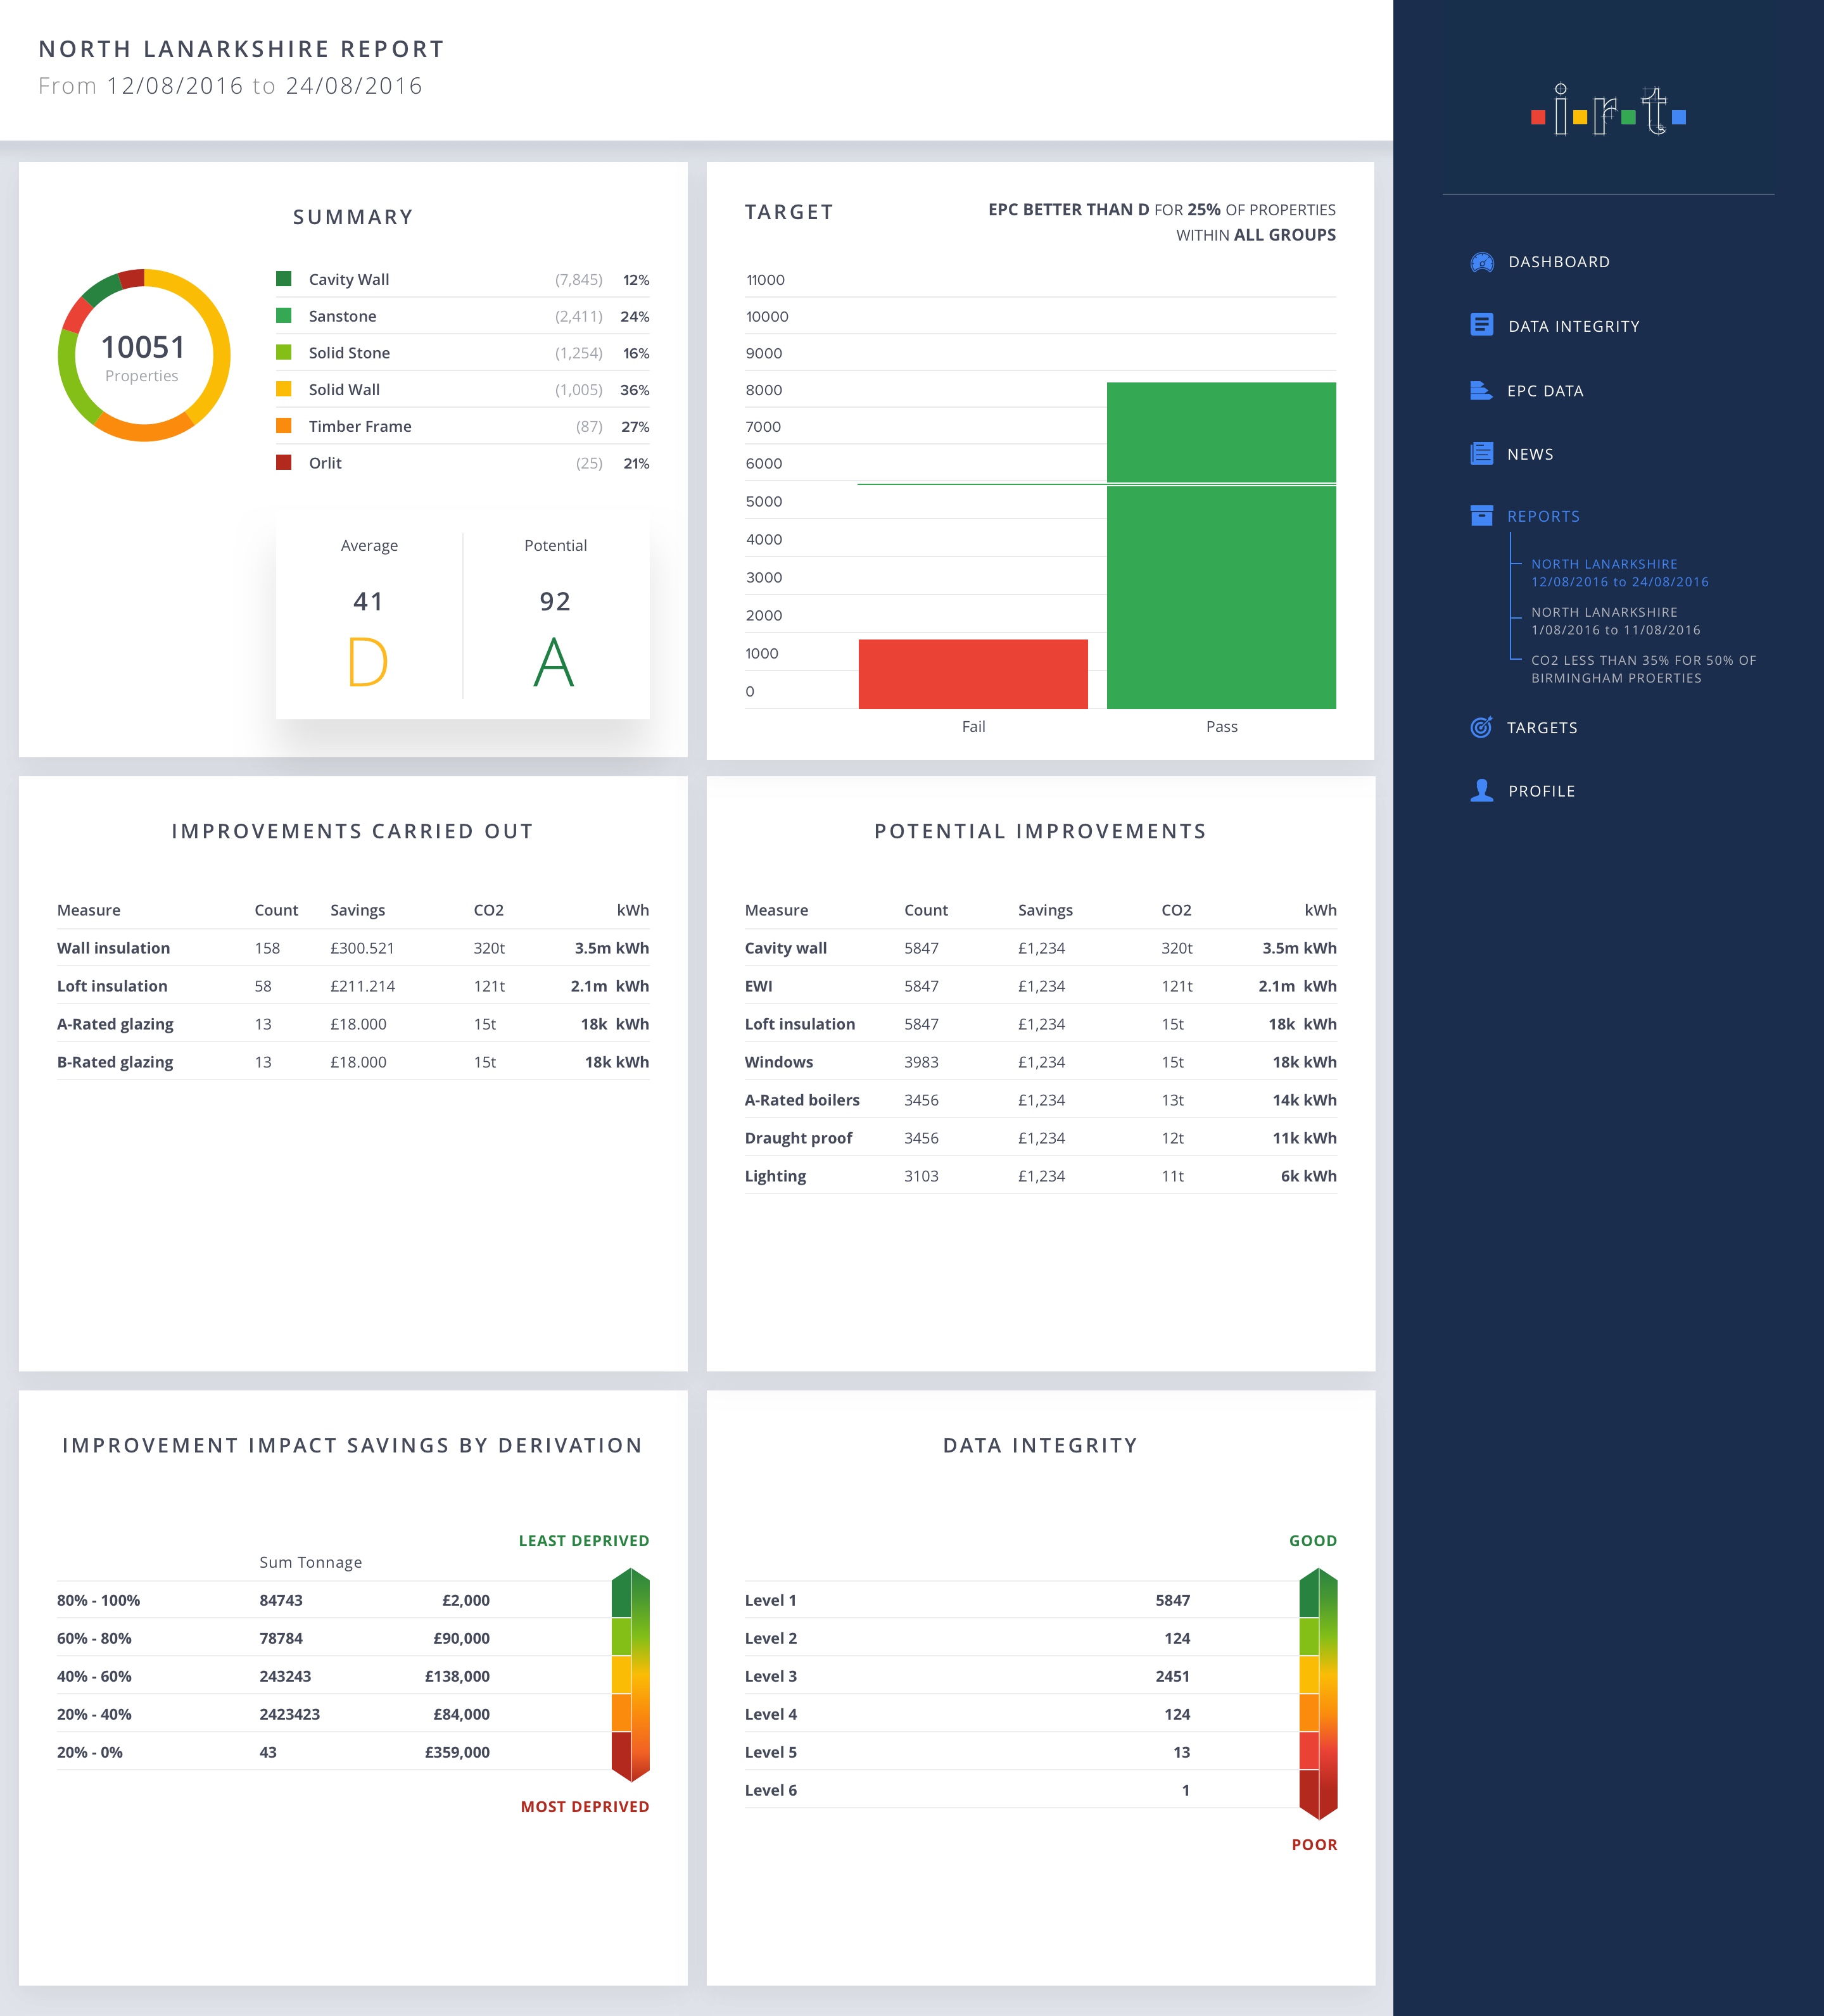 NORTH LANARKSHIRE REPORT
From 12/08/2016 to 24/08/2016
SUMMARY
10051
Properties
Cavity Wall (7,845) 12%
Sanstone (2,411) 24%
Solid Stone (1,254) 16%
Solid Wall (1,005) 36%
Timber Frame (87) 27%
Orlit (25) 21%
Average Potential
41 92
D A
TARGET
EPC BETTER THAN D FOR 25% OF PROPERTIES
WITHIN ALL GROUPS
11000
10000
9000
8000
7000
6000
5000
4000
3000
2000
1000
0
Fail Pass
IMPROVEMENTS CARRIED OUT
Measure Count Savings CO2 kWh
Wall insulation 158 £300.521 320t 3.5m kWh
Loft insulation 58 £211.214 121t 2.1m kWh
A-Rated glazing 13 £18.000 15t 18k kWh
B-Rated glazing 13 £18.000 15t 18k kWh
POTENTIAL IMPROVEMENTS
Measure Count Savings CO2 kWh
Cavity wall 5847 £1,234 320t 3.5m kWh
EWI 5847 £1,234 121t 2.1m kWh
Loft insulation 5847 £1,234 15t 18k kWh
Windows 3983 £1,234 15t 18k kWh
A-Rated boilers 3456 £1,234 13t 14k kWh
Draught proof 3456 £1,234 12t 11k kWh
Lighting 3103 £1,234 11t 6k kWh
IMPROVEMENT IMPACT SAVINGS BY DERIVATION
LEAST DEPRIVED
Sum Tonnage
80% - 100% 84743 £2,000
60% - 80% 78784 £90,000
40% - 60% 243243 £138,000
20% - 40% 2423423 £84,000
20% - 0% 43 £359,000
MOST DEPRIVED
DATA INTEGRITY
GOOD
Level 1 5847
Level 2 124
Level 3 2451
Level 4 124
Level 5 13
Level 6 1
POOR
i r t
DASHBOARD
DATA INTEGRITY
EPC DATA
NEWS
REPORTS
NORTH LANARKSHIRE
12/08/2016 to 24/08/2016
NORTH LANARKSHIRE
1/08/2016 to 11/08/2016
CO2 LESS THAN 35% FOR 50% OF
BIRMINGHAM PROERTIES
TARGETS
PROFILE